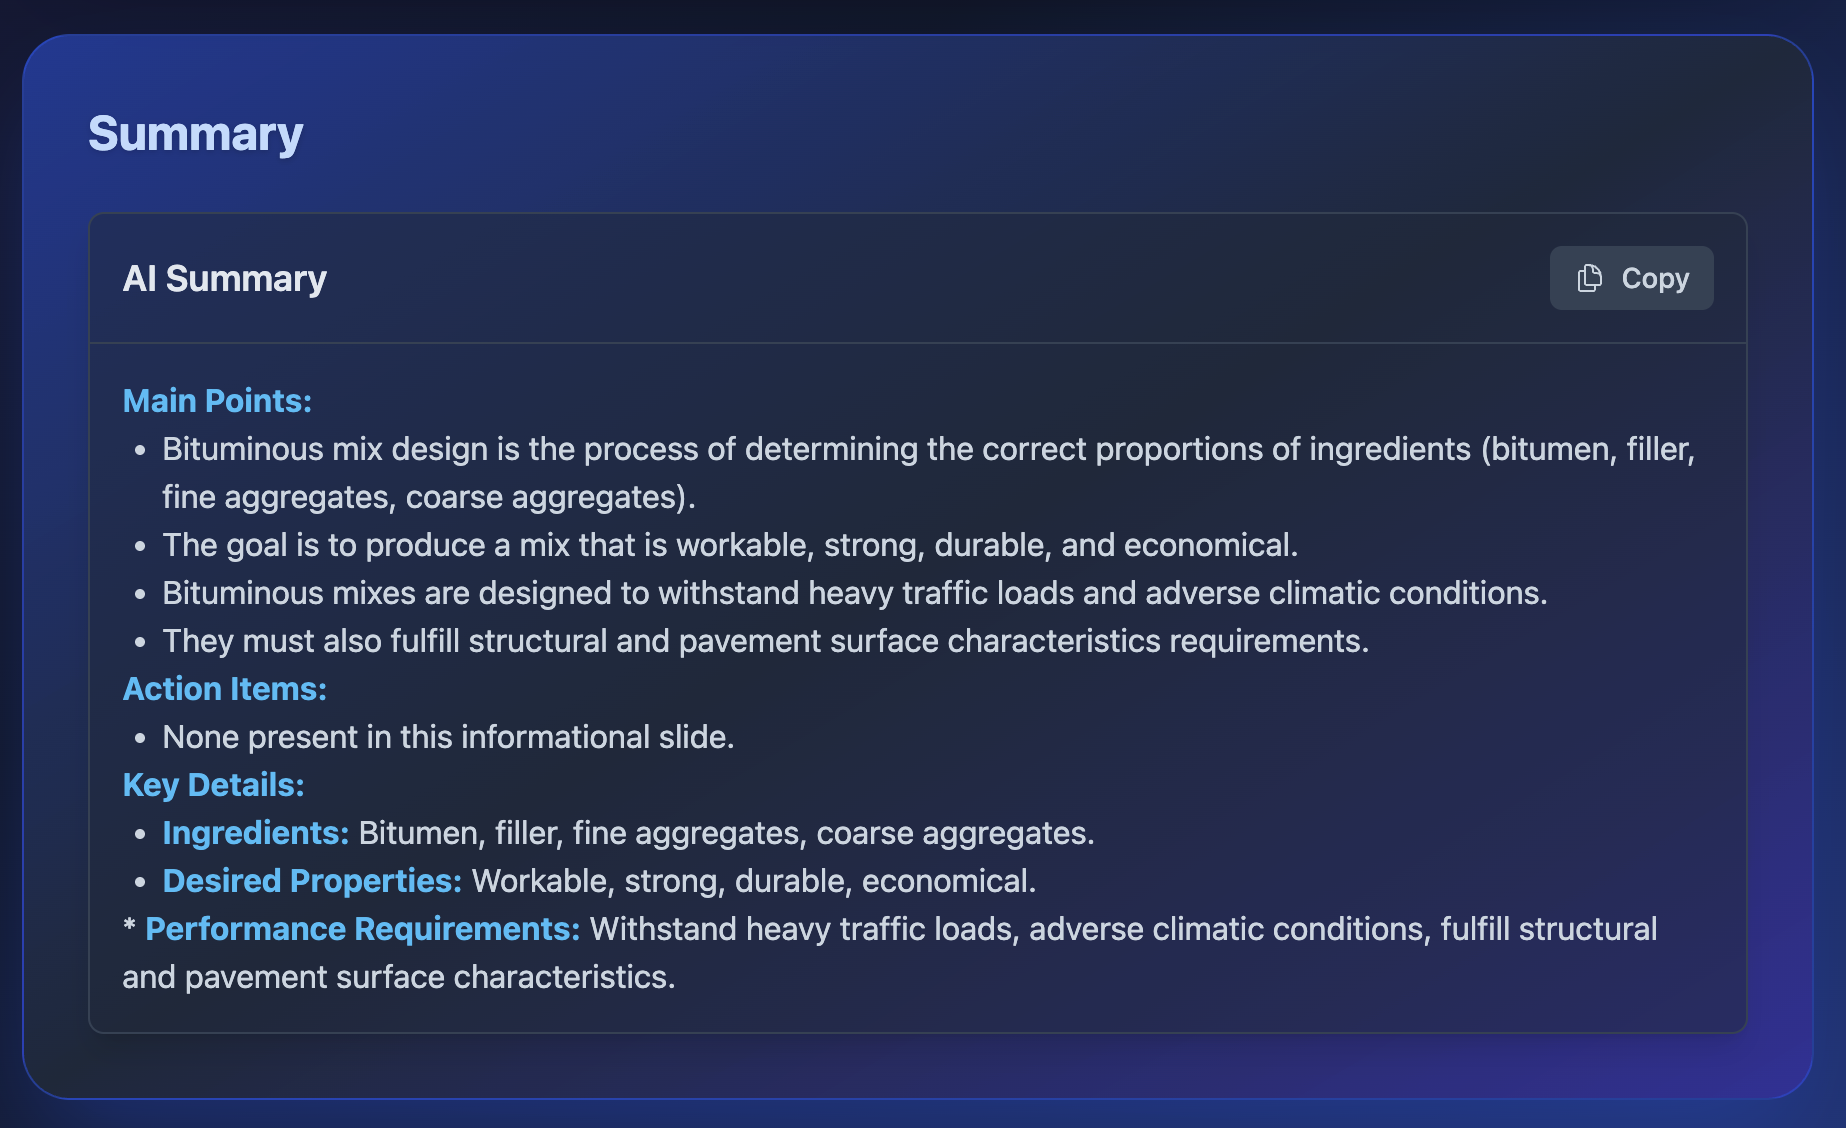 Summary
AI Summary
Copy
Main Points:
• Bituminous mix design is the process of determining the correct proportions of ingredients (bitumen, filler,
fine aggregates, coarse aggregates).
• The goal is to produce a mix that is workable, strong, durable, and economical.
• Bituminous mixes are designed to withstand heavy traffic loads and adverse climatic conditions.
• They must also fulfill structural and pavement surface characteristics requirements.
Action Items:
• None present in this informational slide.
Key Details:
• Ingredients: Bitumen, filler, fine aggregates, coarse aggregates.
• Desired Properties: Workable, strong, durable, economical.
* Performance Requirements: Withstand heavy traffic loads, adverse climatic conditions, fulfill structural
and pavement surface characteristics.